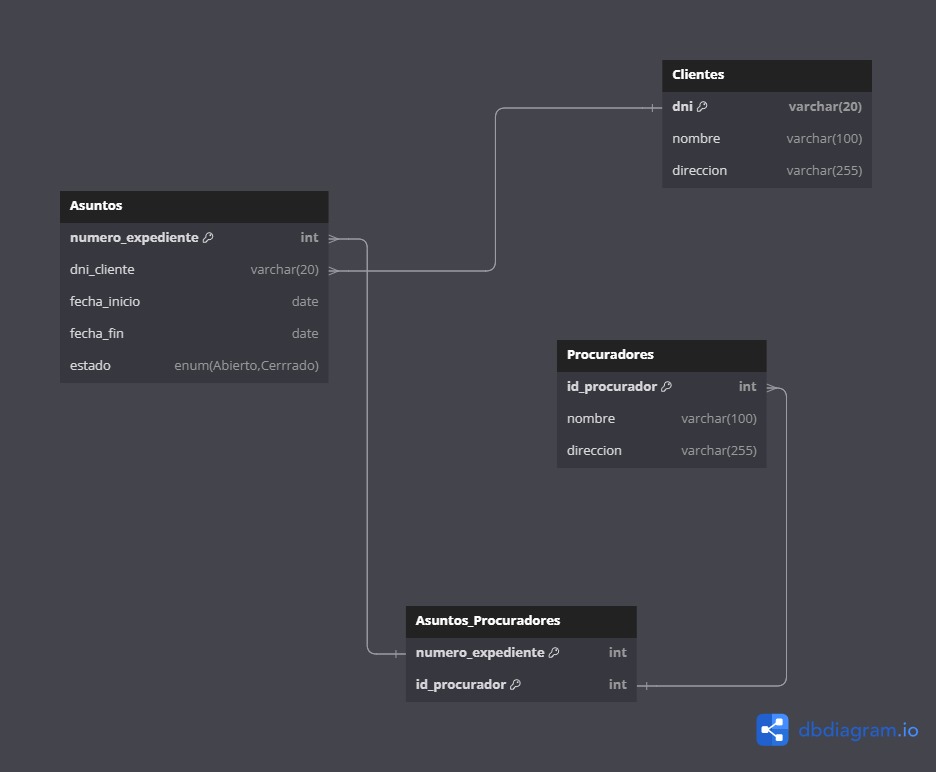 Clientes
dni varchar(20)
nombre varchar(100)
direccion varchar(255)
Asuntos
numero_expediente int
dni_cliente varchar(20)
fecha_inicio date
fecha_fin date
estado enum(Abierto,Cerrrado)
Procuradores
id_procurador int
nombre varchar(100)
direccion varchar(255)
Asuntos_Procuradores
numero_expediente int
id_procurador int
dbdiagram.io